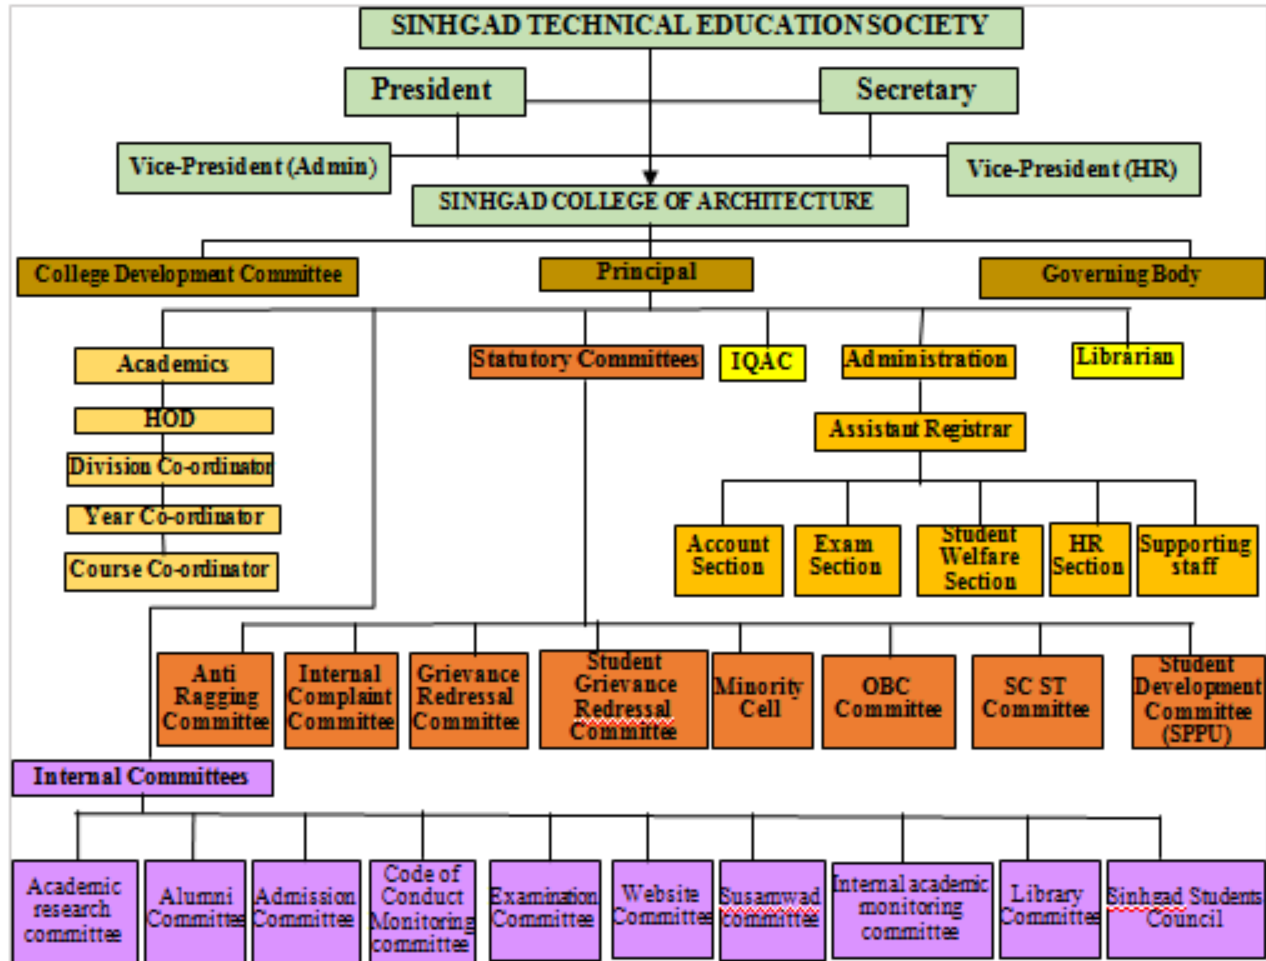 SINHGAD TECHNICAL EDUCATION SOCIETY
President
Secretary
Vice-President (Admin)
Vice-President (HR)
SINHGAD COLLEGE OF ARCHITECTURE
College Development Committee
Principal
Governing Body
Academics
Statutory Committees
IQAC
Administration
Librarian
HOD
Assistant Registrar
Division Co-ordinator
Year Co-ordinator
Course Co-ordinator
Account
Section
Exam
Section
Student
Welfare
Section
HR
Section
Supporting
staff
Anti
Ragging
Committee
Internal
Complaint
Committee
Grievance
Redressal
Committee
Student
Grievance
Redressal
Committee
Minority
Cell
OBC
Committee
SC ST
Committee
Student
Development
Committee
(SPPU)
Internal Committees
Academic
research
committee
Alumni
Committee
Admission
Committee
Code of
Conduct
Monitoring
committee
Examination
Committee
Website
Committee
Susamwad
committee
Internal academic
monitoring
committee
Library
Committee
Sinhgad Students
Council